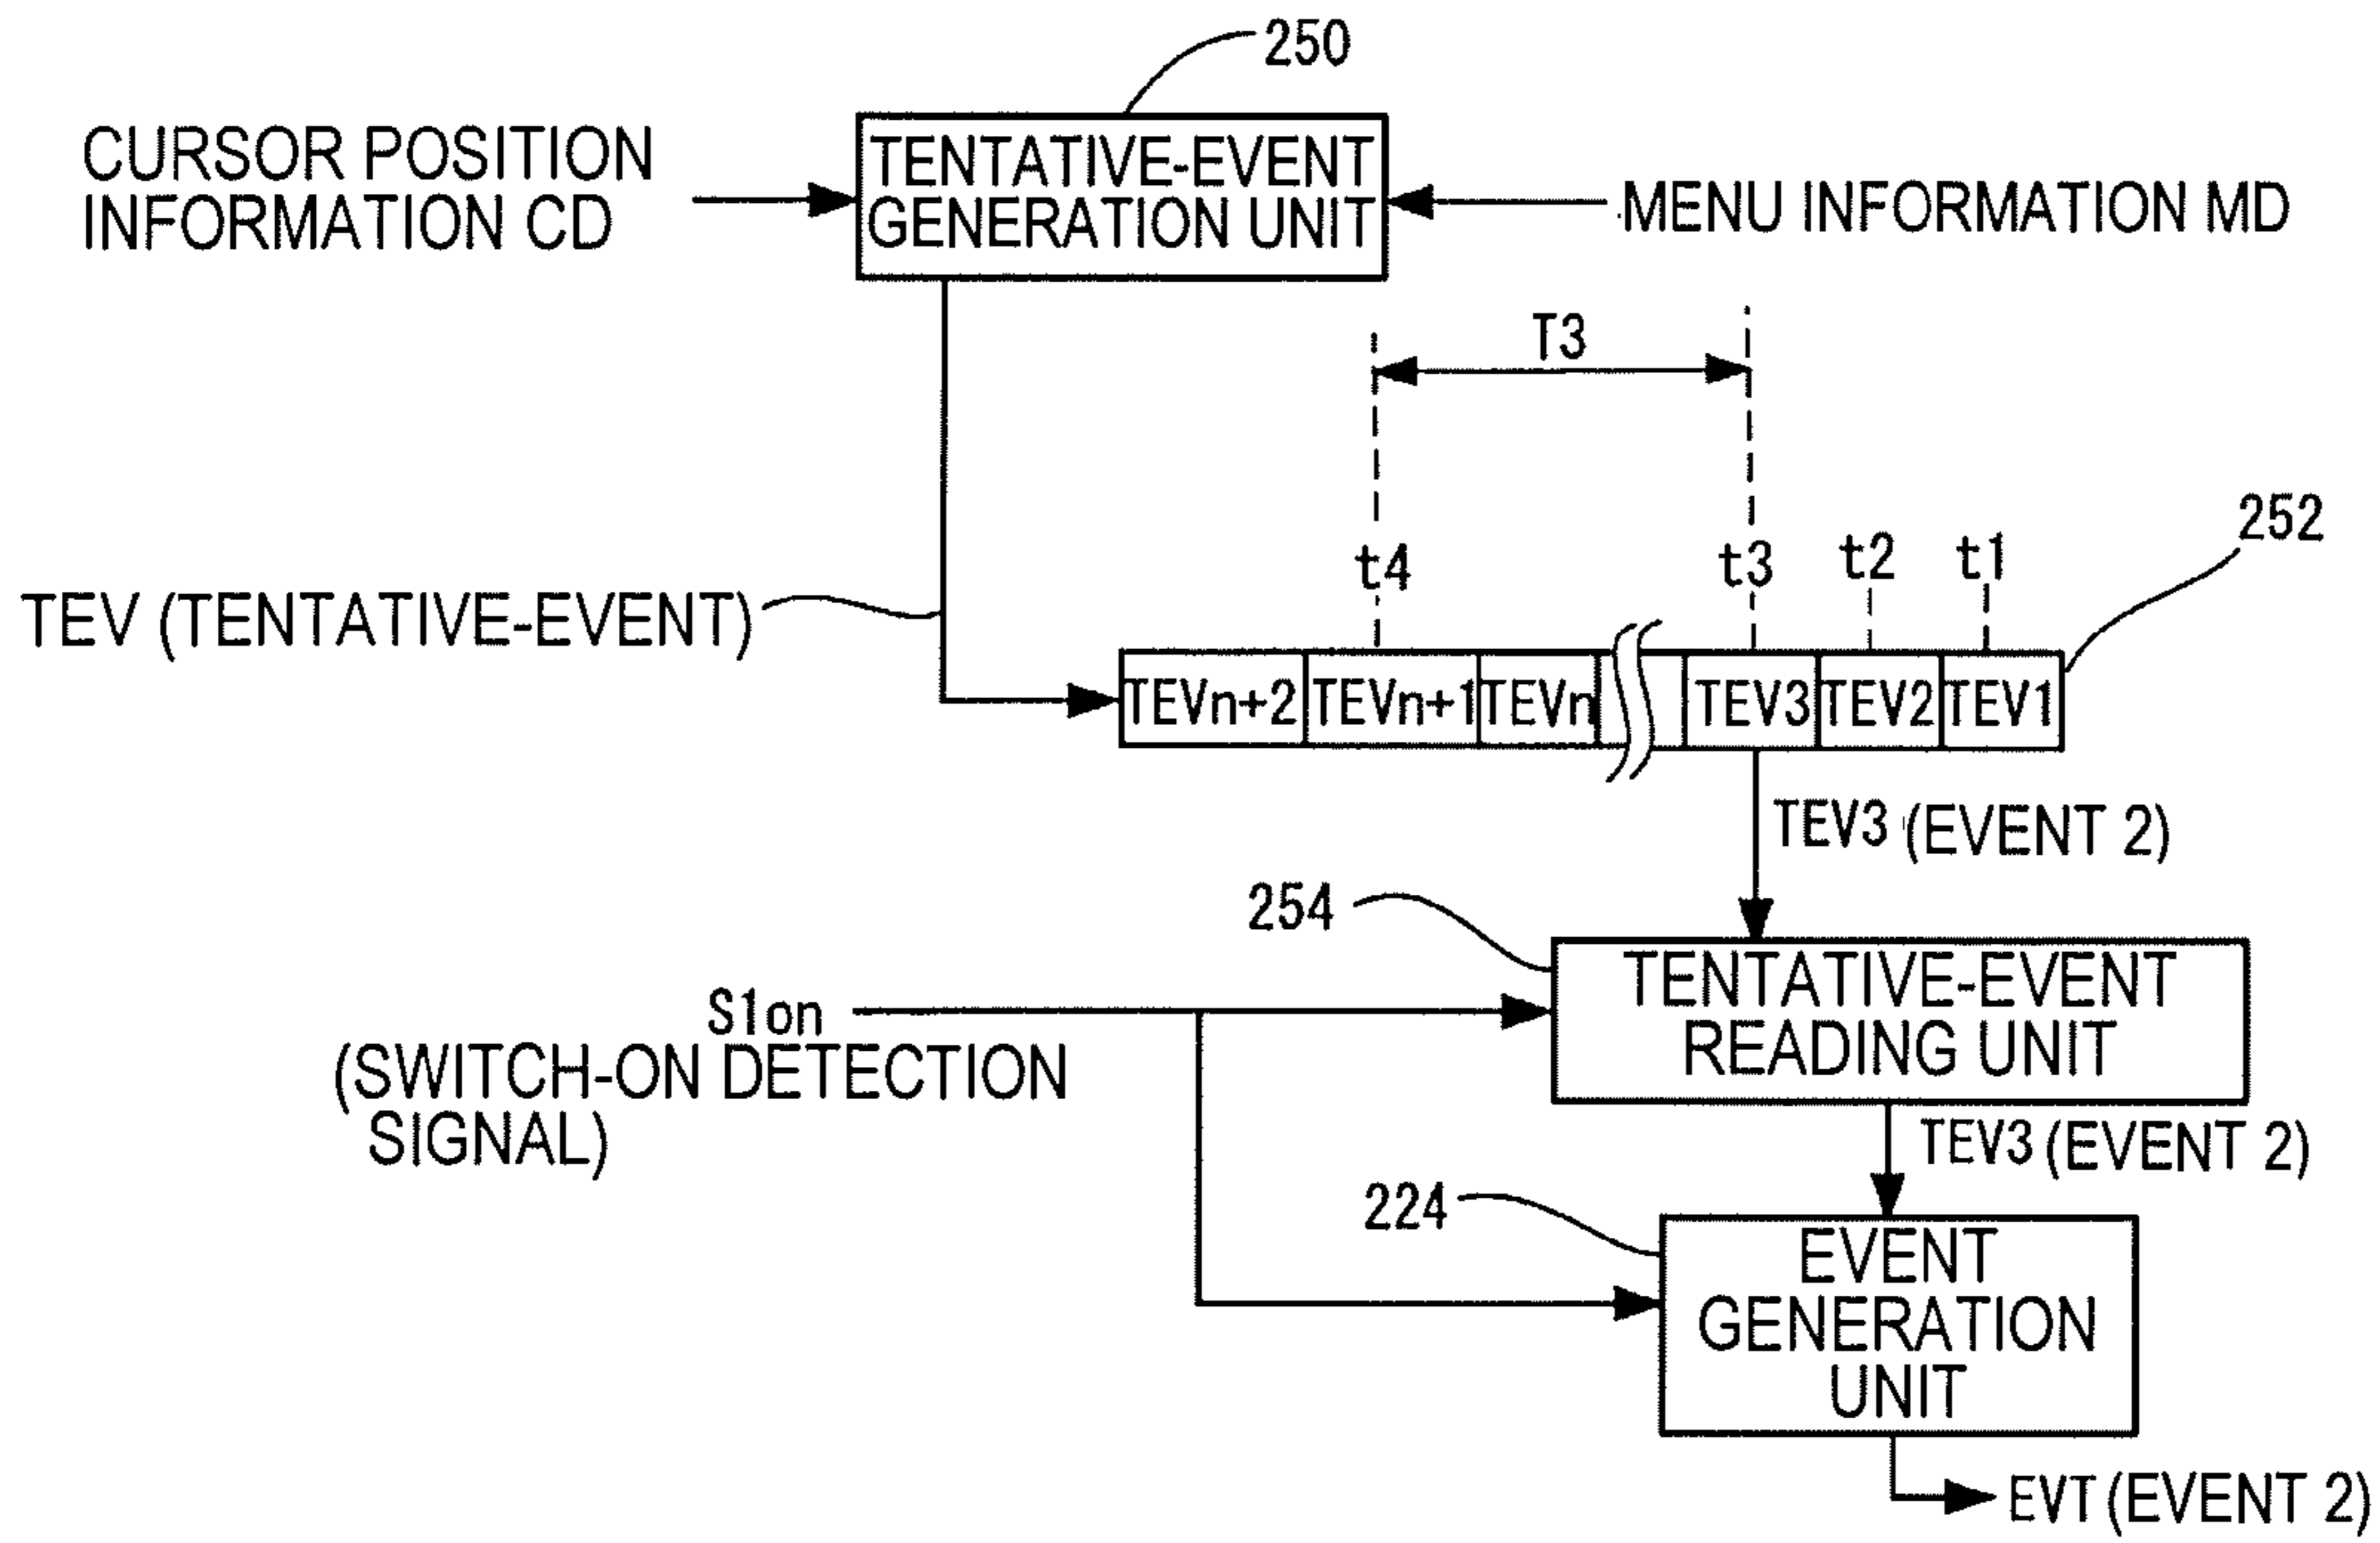 250
CURSOR POSITION
INFORMATION CD
TENTATIVE-EVENT
GENERATION UNIT
MENU INFORMATION MD
T3
252
t4
t3
t2
t1
TEV (TENTATIVE-EVENT)
TEVn+2
TEVn+1
TEVn
TEV3
TEV2
TEV1
TEV3 (EVENT 2)
254
TENTATIVE-EVENT
READING UNIT
S1on
(SWITCH-ON DETECTION
SIGNAL)
TEV3 (EVENT 2)
224
EVENT
GENERATION
UNIT
EVT (EVENT 2)